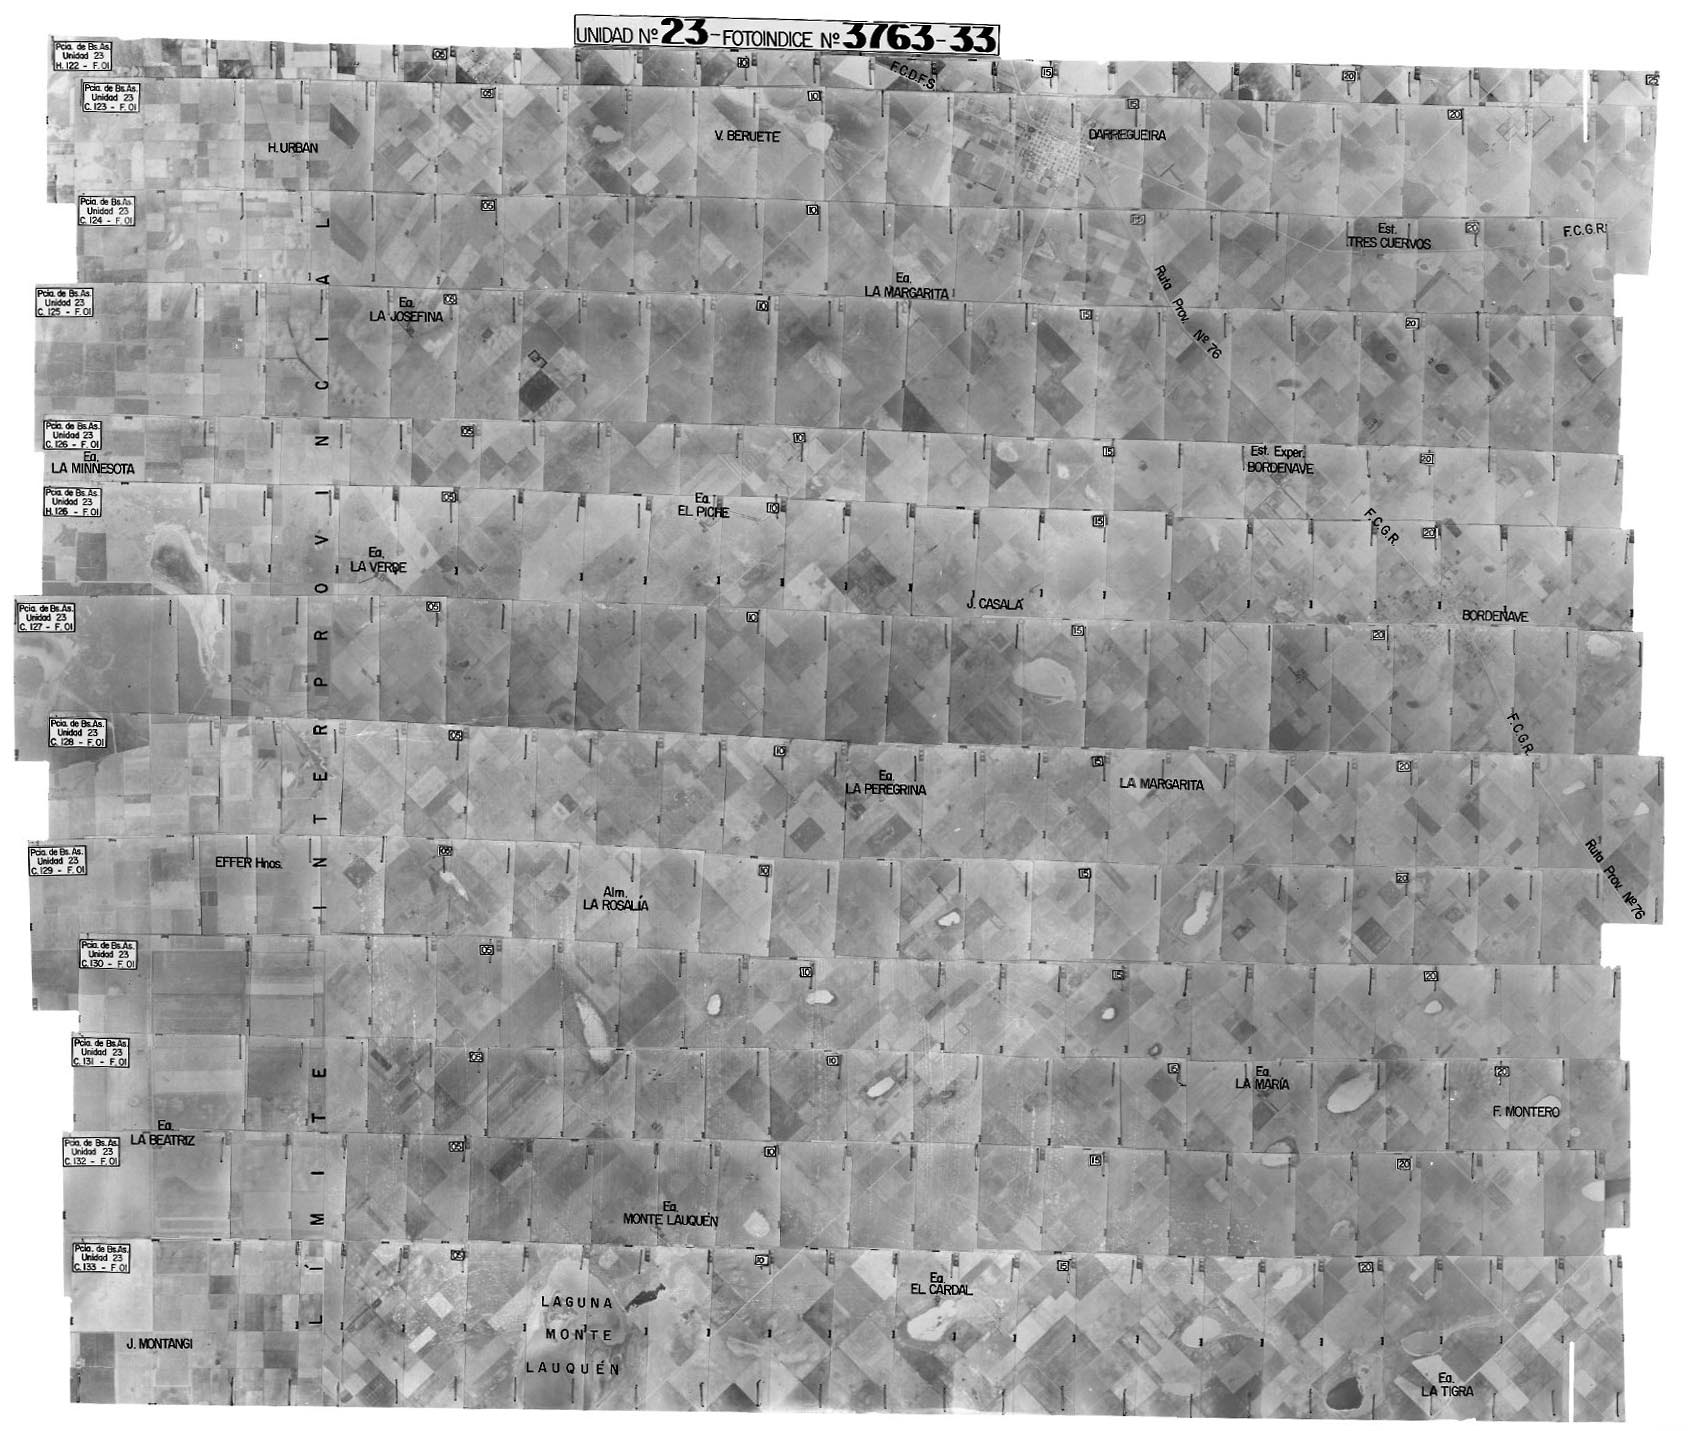 UNIDAD Nº 23 - FOTOINDICE Nº 3763-33
Pcia. de Bs.As.
Unidad 23
H.122 - F.01
05
10
F.C.D.F.S.
15
20
25
Pcia. de Bs.As.
Unidad 23
C.123 - F.01
05
10
15
20
H. URBAN
V. BERUETE
DARREGUEIRA
Pcia. de Bs.As.
Unidad 23
C.124 - F.01
05
10
15
20
Est.
TRES CUERVOS
F.C.G.R.
Ea.
LA MARGARITA
Ruta Prov. Nº 76
Pcia. de Bs.As.
Unidad 23
C.125 - F.01
Ea.
LA JOSEFINA
05
10
15
20
Pcia. de Bs.As.
Unidad 23
C.126 - F.01
05
10
15
20
Ea.
LA MINNESOTA
Est. Exper.
BORDENAVE
Pcia. de Bs.As.
Unidad 23
H.126 - F.01
05
Ea.
EL PICHE
10
15
20
F.C.G.R.
Ea.
LA VERDE
J. CASALÁ
BORDENAVE
Pcia. de Bs.As.
Unidad 23
C.127 - F.01
05
10
15
20
F.C.G.R.
Pcia. de Bs.As.
Unidad 23
C.128 - F.01
05
10
15
20
Ea.
LA PEREGRINA
LA MARGARITA
Ruta Prov. Nº 76
Pcia. de Bs.As.
Unidad 23
C.129 - F.01
EFFER Hnos.
05
10
15
20
Alm.
LA ROSALÍA
Pcia. de Bs.As.
Unidad 23
C.130 - F.01
05
10
15
20
Pcia. de Bs.As.
Unidad 23
C.131 - F.01
05
10
15
20
Ea.
LA MARÍA
F. MONTERO
Ea.
LA BEATRIZ
Pcia. de Bs.As.
Unidad 23
C.132 - F.01
05
10
15
20
Ea.
MONTE LAUQUÉN
Pcia. de Bs.As.
Unidad 23
C.133 - F.01
05
10
15
20
Ea.
EL CARDAL
LAGUNA
MONTE
LAUQUÉN
J. MONTANGI
Ea.
LA TIGRA
LÍMITE INTERPROVINCIAL